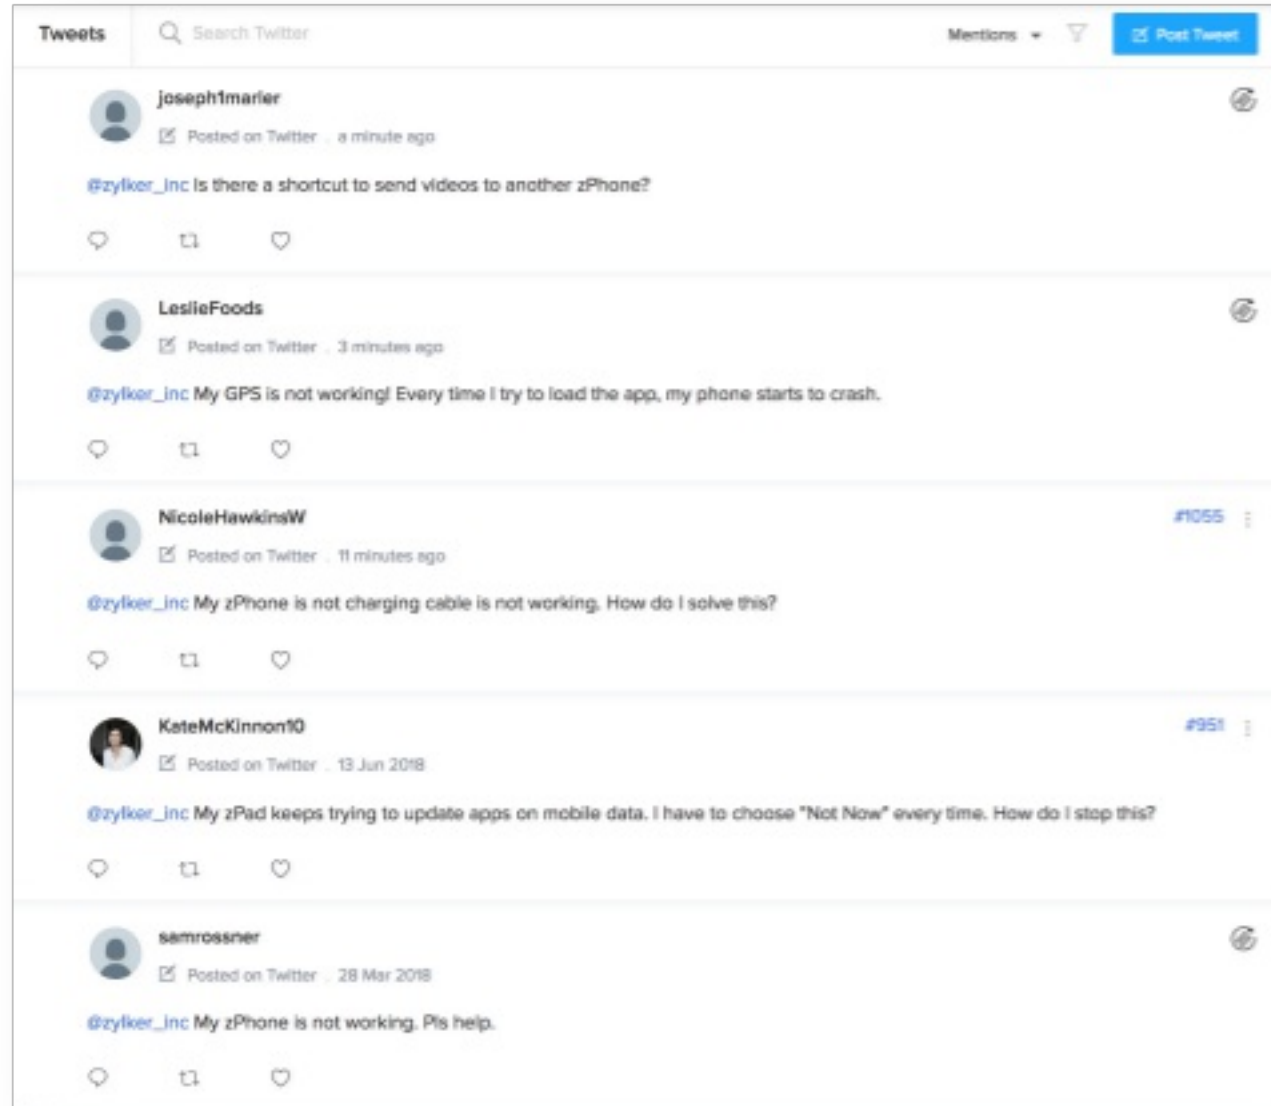 Tweets Search Twitter Mentions Post Tweet
joseph1marler
Posted on Twitter . a minute ago
@zylker_inc Is there a shortcut to send videos to another zPhone?
LeslieFoods
Posted on Twitter . 3 minutes ago
@zylker_inc My GPS is not working! Every time I try to load the app, my phone starts to crash.
NicoleHawkinsW #1055
Posted on Twitter . 11 minutes ago
@zylker_inc My zPhone is not charging cable is not working. How do I solve this?
KateMcKinnon10 #951
Posted on Twitter . 13 Jun 2018
@zylker_inc My zPad keeps trying to update apps on mobile data. I have to choose "Not Now" every time. How do I stop this?
samrossner
Posted on Twitter . 28 Mar 2018
@zylker_inc My zPhone is not working. Pls help.